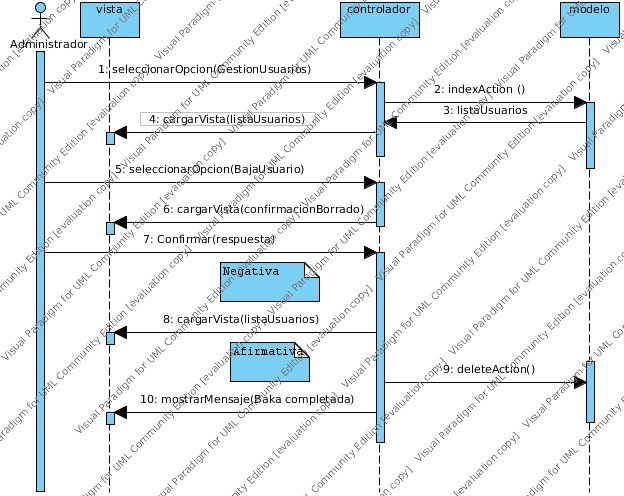 vista
controlador
modelo
Administrador
1: seleccionarOpcion(GestionUsuarios)
2: indexAction ()
3: listaUsuarios
4: cargarVista(listaUsuarios)
5: seleccionarOpcion(BajaUsuario)
6: cargarVista(confirmacionBorrado)
7: Confirmar(respuesta)
Negativa
8: cargarVista(listaUsuarios)
Afirmativa
9: deleteAction()
10: mostrarMensaje(Baka completada)
Visual Paradigm for UML Community Edition [evaluation copy]